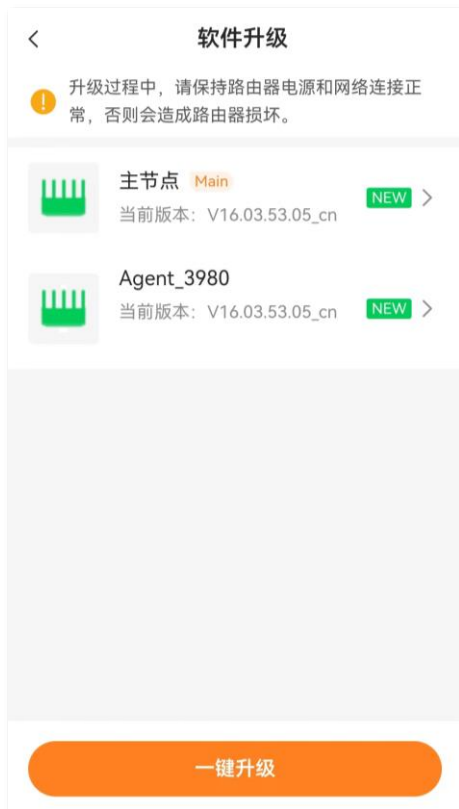 软件升级
升级过程中，请保持路由器电源和网络连接正
常，否则会造成路由器损坏。
主节点 Main
当前版本：V16.03.53.05_cn
NEW
Agent_3980
当前版本：V16.03.53.05_cn
NEW
一键升级